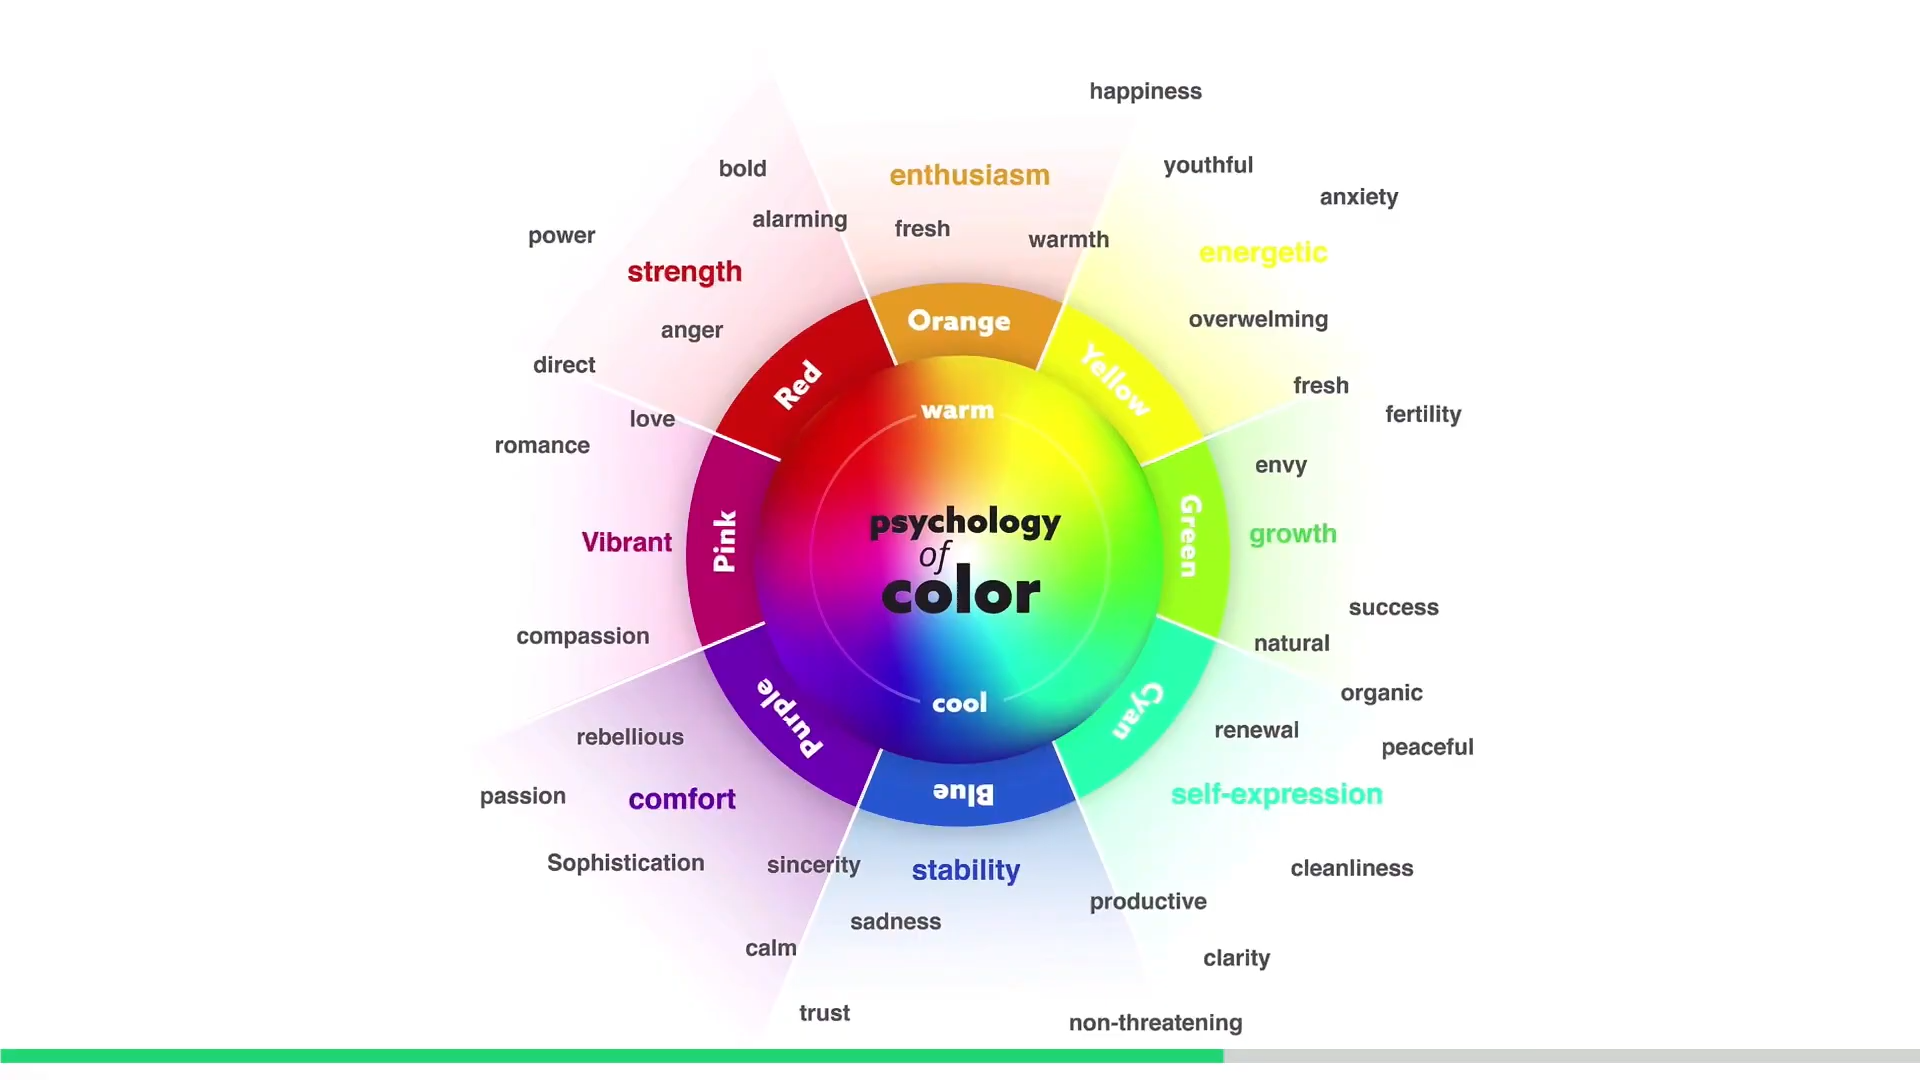 happiness
bold
enthusiasm
youthful
anxiety
alarming
fresh
warmth
power
strength
energetic
anger
Orange
overwelming
direct
Red
Yellow
fresh
love
warm
fertility
romance
envy
Vibrant
Pink
psychology
of
color
Green
growth
compassion
success
natural
cool
organic
rebellious
Purple
Cyan
renewal
peaceful
passion
comfort
Blue
self-expression
Sophistication
sincerity
stability
cleanliness
sadness
productive
calm
clarity
trust
non-threatening